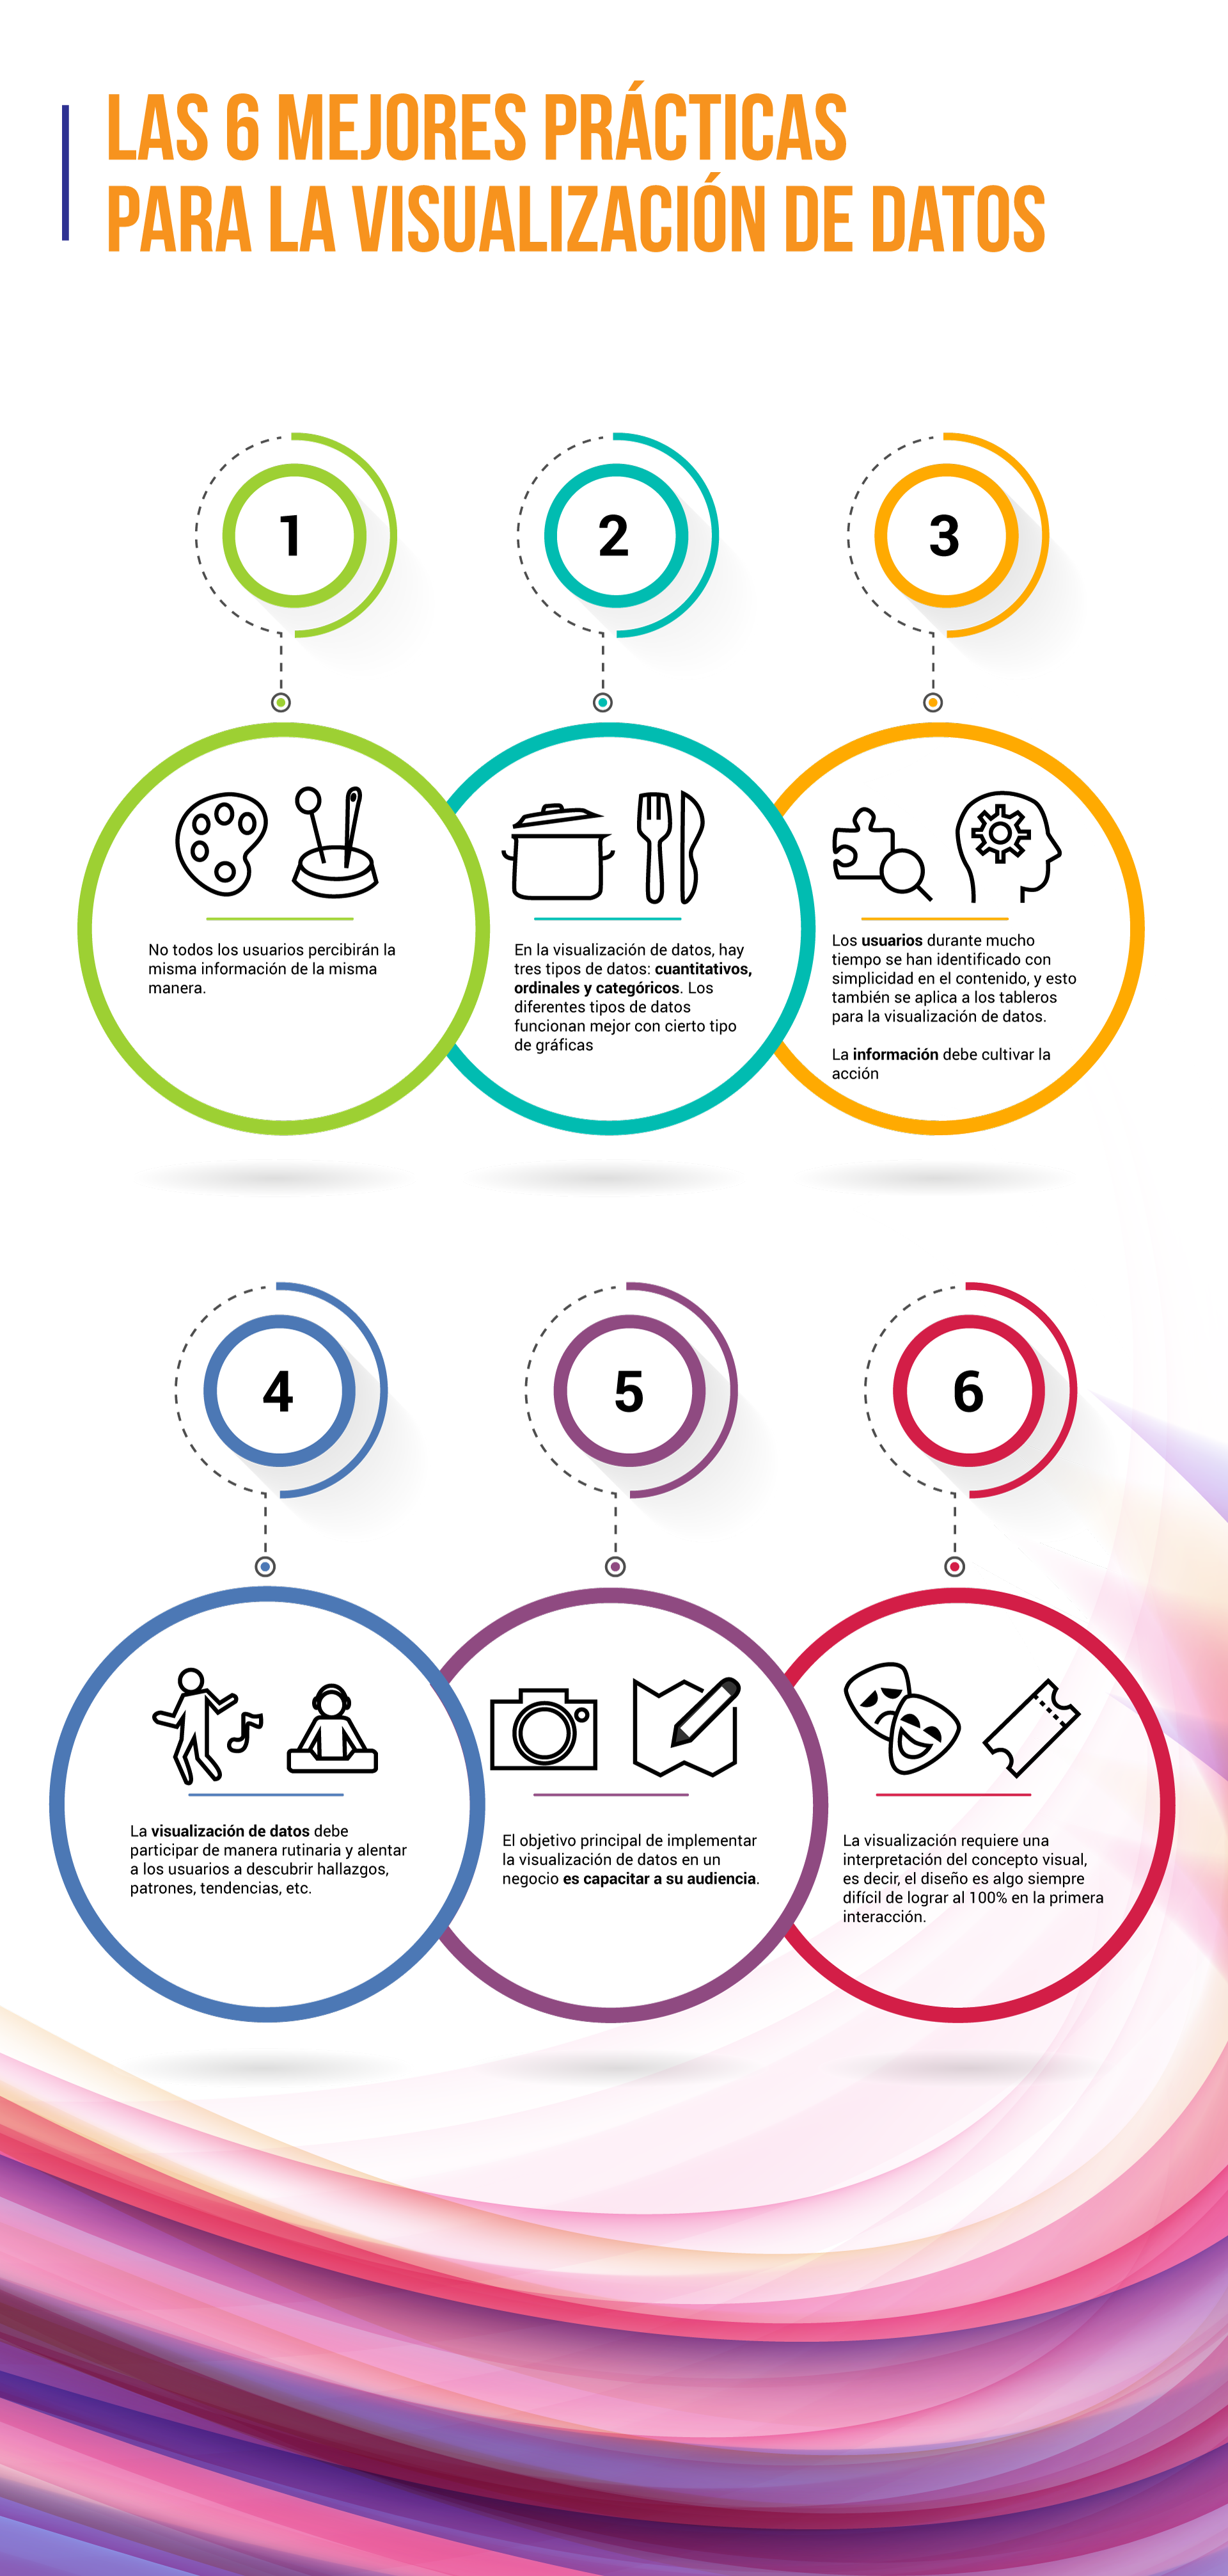 LAS 6 MEJORES PRÁCTICAS
PARA LA VISUALIZACIÓN DE DATOS
1
2
3
No todos los usuarios percibirán la
misma información de la misma
manera.
En la visualización de datos, hay
tres tipos de datos: cuantitativos,
ordinales y categóricos. Los
diferentes tipos de datos
funcionan mejor con cierto tipo
de gráficas
Los usuarios durante mucho
tiempo se han identificado con
simplicidad en el contenido, y esto
también se aplica a los tableros
para la visualización de datos.
La información debe cultivar la
acción
4
5
6
La visualización de datos debe
participar de manera rutinaria y alentar
a los usuarios a descubrir hallazgos,
patrones, tendencias, etc.
El objetivo principal de implementar
la visualización de datos en un
negocio es capacitar a su audiencia.
La visualización requiere una
interpretación del concepto visual,
es decir, el diseño es algo siempre
difícil de lograr al 100% en la primera
interacción.